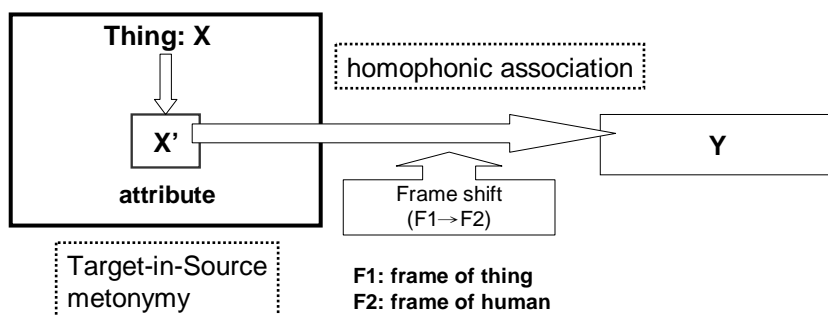 Thing: X
homophonic association
X’
Y
attribute
Frame shift
(F1→F2)
Target-in-Source
metonymy
F1: frame of thing
F2: frame of human